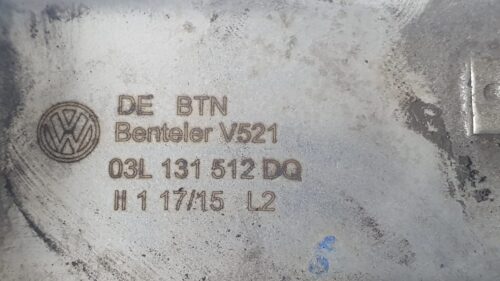 DE BTN
Benteler V521
03L 131 512 DQ
H 1 17/15 L2
S